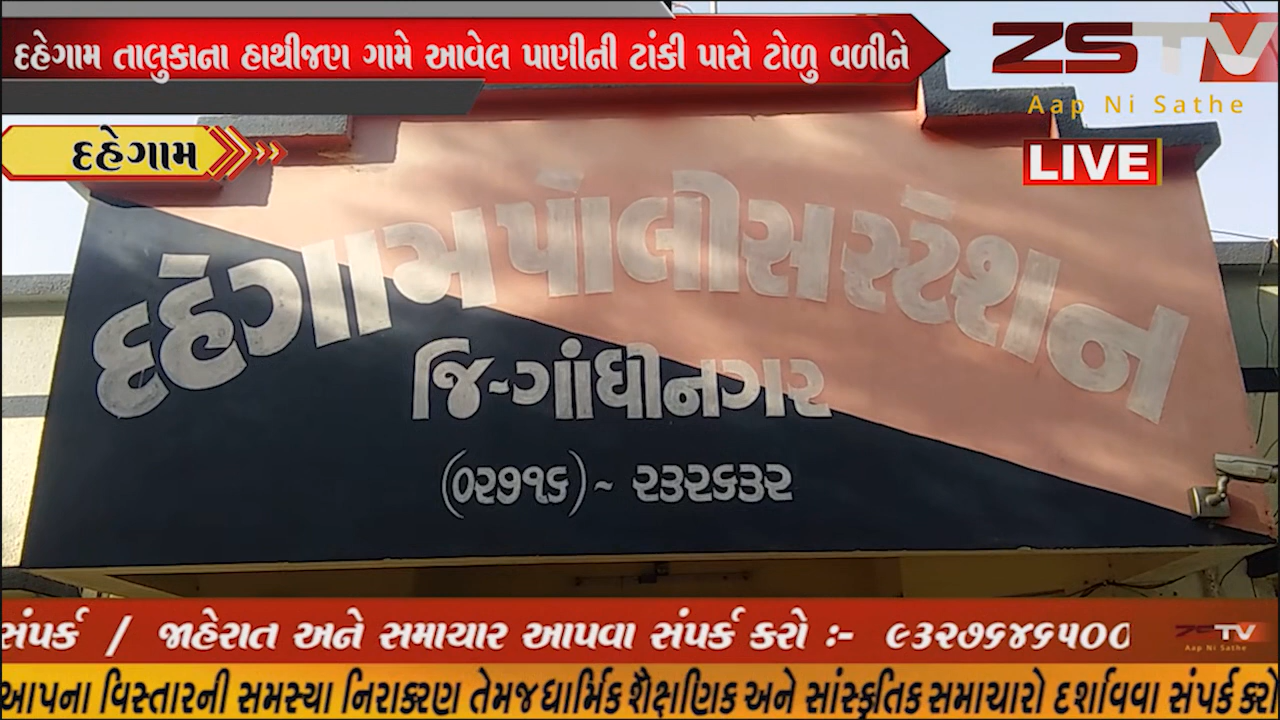 દહેગામ તાલુકાના હાથીજણ ગામે આવેલ પાણીની ટાંકી પાસે ટોળુ વળીને
ZSTV
Aap Ni Sathe
દહેગામ
LIVE
દહેગામ પોલીસ સ્ટેશન
જિ-ગાંધીનગર
(૦૨૭૧૬)~ ૨૩૨૬૩૨
સંપર્ક / જાહેરાત અને સમાચાર આપવા સંપર્ક કરો :- ૯૩૨૭૬૪૬૫૦૦
ZSTV
Aap Ni Sathe
આપના વિસ્તારની સમસ્યા નિરાકરણ તેમજ ધાર્મિક શૈક્ષણિક અને સાંસ્કૃતિક સમાચારો દર્શાવવા સંપર્ક કરો